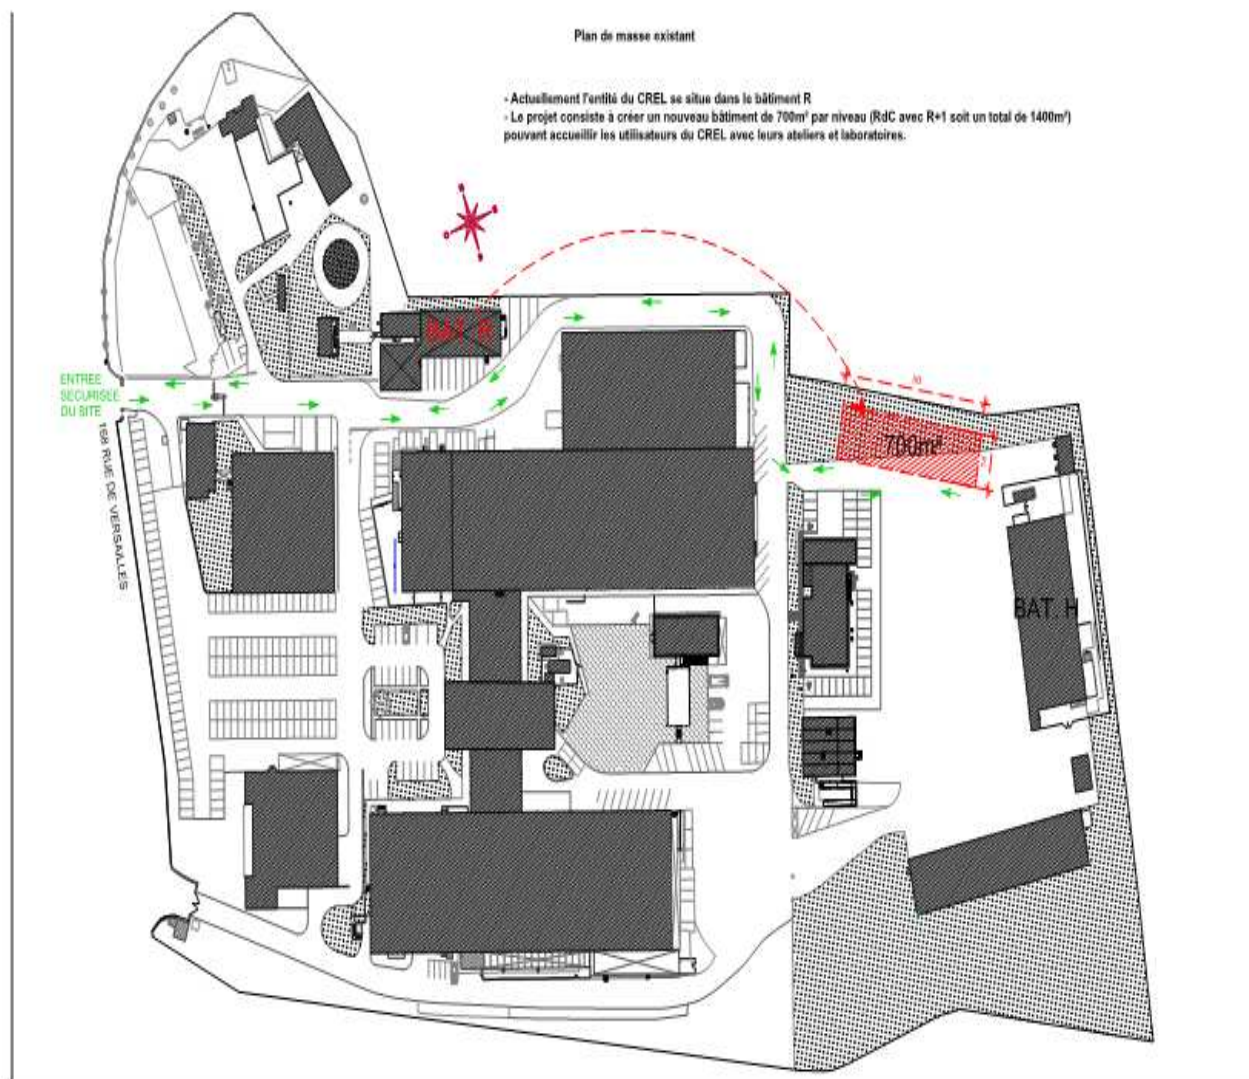 Plan de masse existant
- Actuellement l'entité du CREL se situe dans le bâtiment R
- Le projet consiste à créer un nouveau bâtiment de 700m² par niveau (RdC avec R+1 soit un total de 1400m²)
pouvant accueillir les utilisateurs du CREL avec leurs ateliers et laboratoires.
BAT. R
ENTREE
SECURISEE
DU SITE
168 RUE DE VERSAILLES
700m²
BAT. H